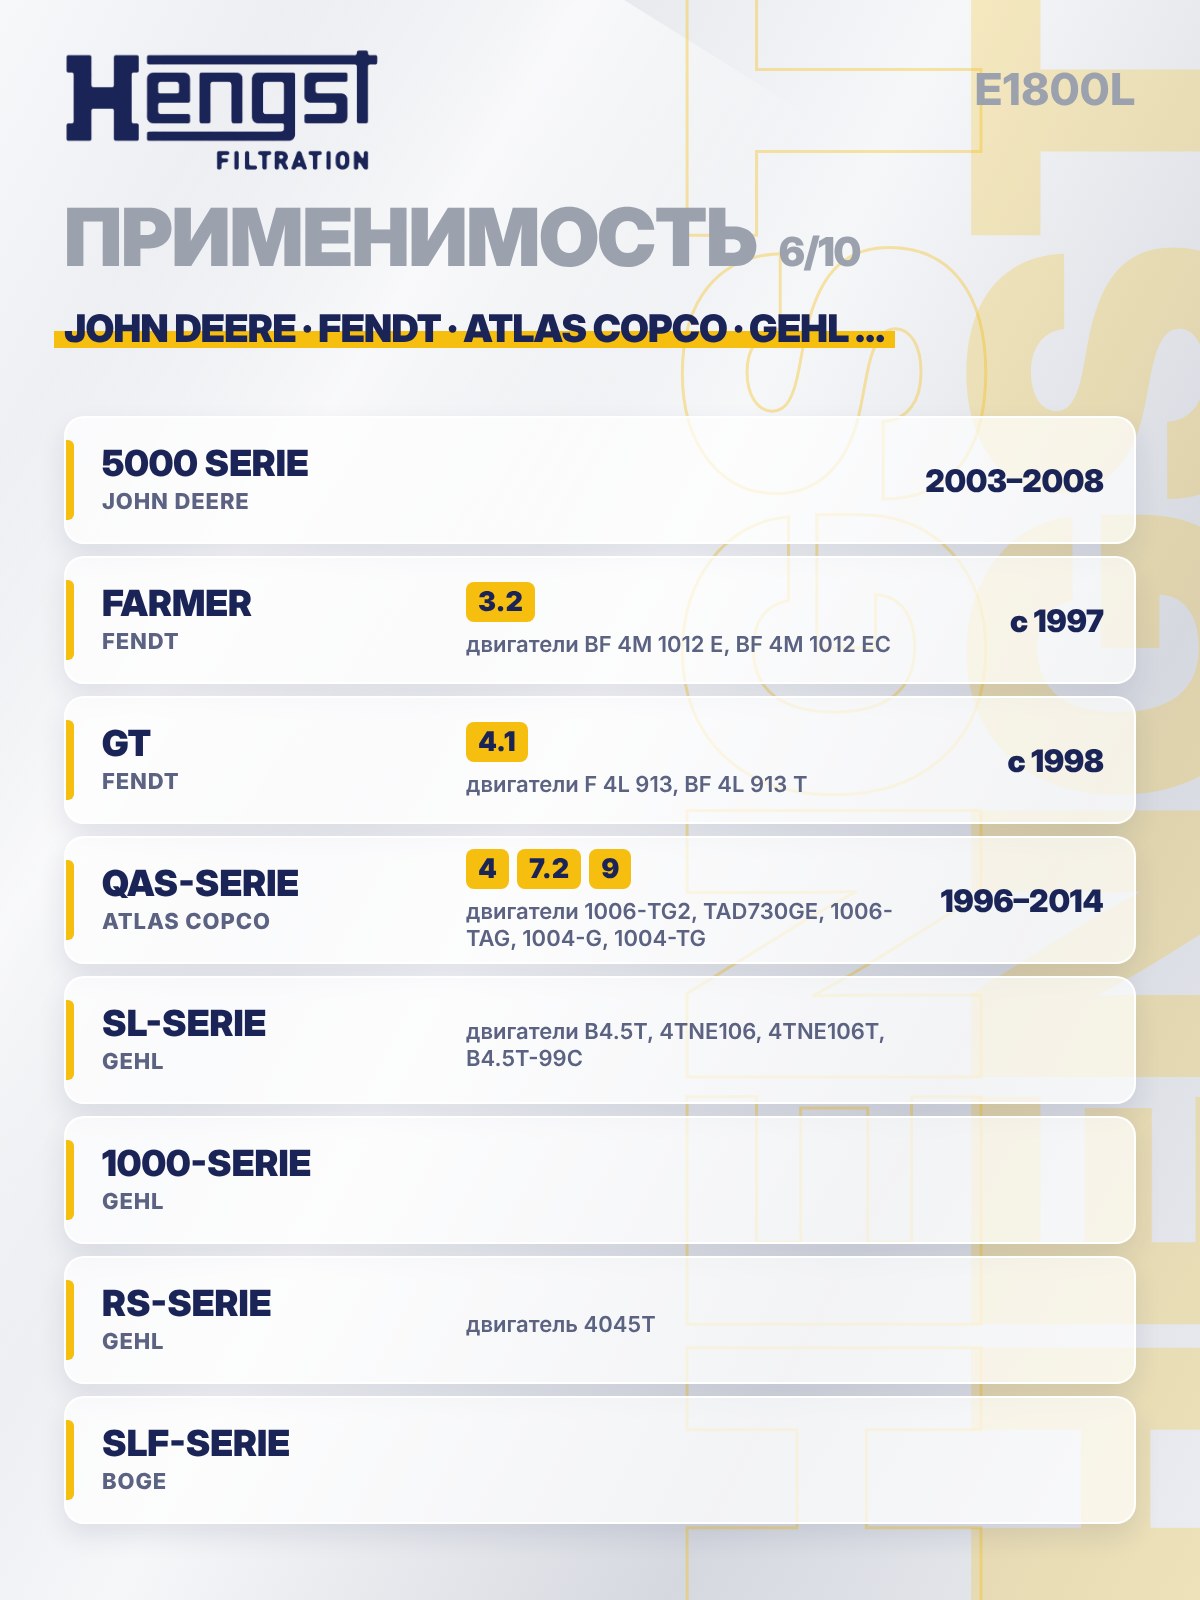 Hengst
FILTRATION
E1800L
ПРИМЕНИМОСТЬ 6/10
JOHN DEERE · FENDT · ATLAS COPCO · GEHL ...
5000 SERIE
JOHN DEERE
2003–2008
FARMER
FENDT
3.2
двигатели BF 4M 1012 E, BF 4M 1012 EC
с 1997
GT
FENDT
4.1
двигатели F 4L 913, BF 4L 913 T
с 1998
QAS-SERIE
ATLAS COPCO
4 7.2 9
двигатели 1006-TG2, TAD730GE, 1006-
TAG, 1004-G, 1004-TG
1996–2014
SL-SERIE
GEHL
двигатели B4.5T, 4TNE106, 4TNE106T,
B4.5T-99C
1000-SERIE
GEHL
RS-SERIE
GEHL
двигатель 4045T
SLF-SERIE
BOGE
HENGST
HENGST